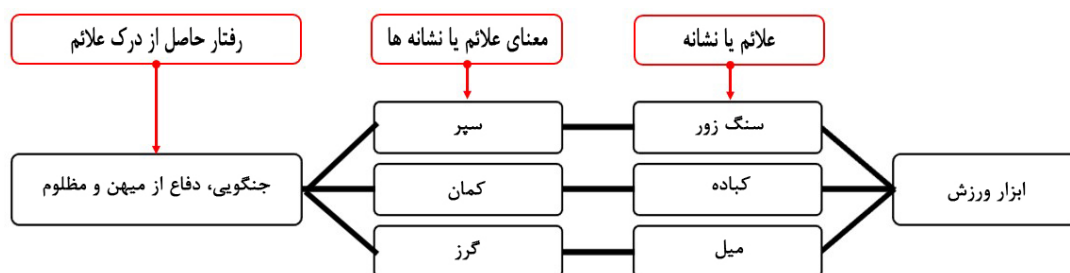 علائم یا نشانه
معنای علائم یا نشانه ها
رفتار حاصل از درک علائم
سنگ زور
سپر
ابزار ورزش
کباده
کمان
جنگویی، دفاع از میهن و مظلوم
میل
گرز